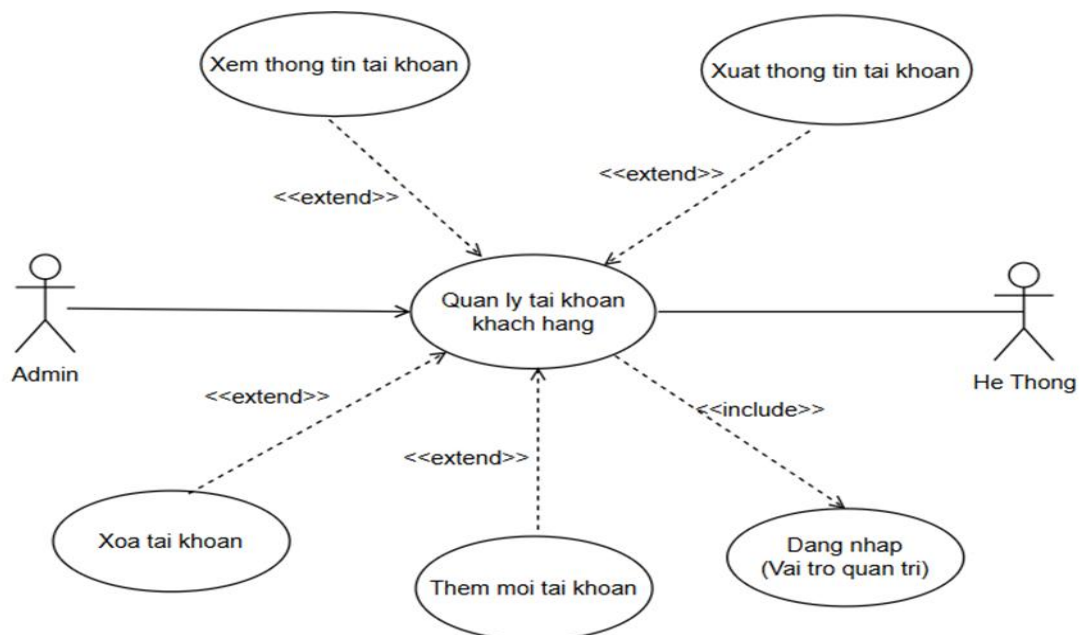 Xem thong tin tai khoan
Xuat thong tin tai khoan
<<extend>>
<<extend>>
Quan ly tai khoan
khach hang
Admin
He Thong
<<extend>>
<<include>>
<<extend>>
Xoa tai khoan
Them moi tai khoan
Dang nhap
(Vai tro quan tri)